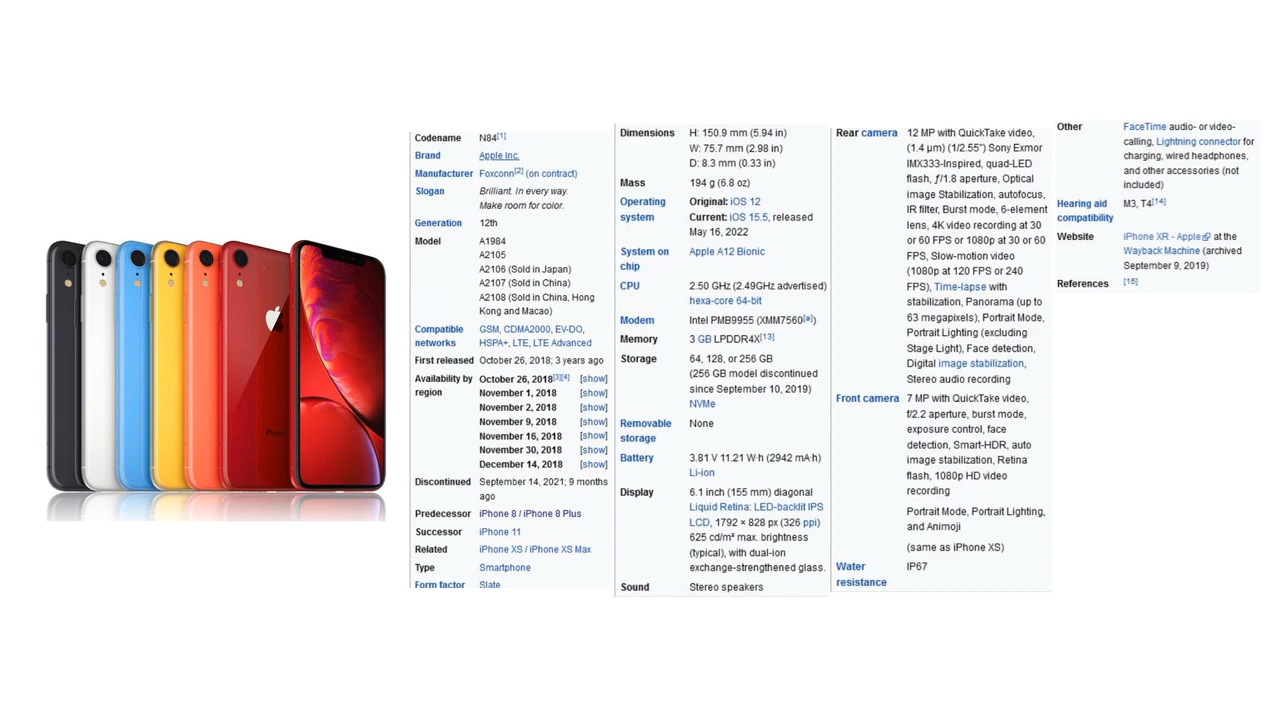 Codename N84[1]
Brand Apple Inc.
Manufacturer Foxconn[2] (on contract)
Slogan Brilliant. In every way.
Make room for color.
Generation 12th
Model A1984
A2105
A2106 (Sold in Japan)
A2107 (Sold in China)
A2108 (Sold in China, Hong
Kong and Macao)
Compatible GSM, CDMA2000, EV-DO,
networks HSPA+, LTE, LTE Advanced
First released October 26, 2018; 3 years ago
Availability by October 26, 2018[3][4] [show]
region November 1, 2018 [show]
November 2, 2018 [show]
November 9, 2018 [show]
November 16, 2018 [show]
November 30, 2018 [show]
December 14, 2018 [show]
Discontinued September 14, 2021; 9 months
ago
Predecessor iPhone 8 / iPhone 8 Plus
Successor iPhone 11
Related iPhone XS / iPhone XS Max
Type Smartphone
Form factor Slate
Dimensions H: 150.9 mm (5.94 in)
W: 75.7 mm (2.98 in)
D: 8.3 mm (0.33 in)
Mass 194 g (6.8 oz)
Operating Original: iOS 12
system Current: iOS 15.5, released
May 16, 2022
System on Apple A12 Bionic
chip
CPU 2.50 GHz (2.49GHz advertised)
hexa-core 64-bit
Modem Intel PMB9955 (XMM7560[a])
Memory 3 GB LPDDR4X[13]
Storage 64, 128, or 256 GB
(256 GB model discontinued
since September 10, 2019)
NVMe
Removable None
storage
Battery 3.81 V 11.21 W·h (2942 mA·h)
Li-ion
Display 6.1 inch (155 mm) diagonal
Liquid Retina: LED-backlit IPS
LCD, 1792 × 828 px (326 ppi)
625 cd/m² max. brightness
(typical), with dual-ion
exchange-strengthened glass.
Sound Stereo speakers
Rear camera 12 MP with QuickTake video,
(1.4 μm) (1/2.55") Sony Exmor
IMX333-Inspired, quad-LED
flash, ƒ/1.8 aperture, Optical
image Stabilization, autofocus,
IR filter, Burst mode, 6-element
lens, 4K video recording at 30
or 60 FPS or 1080p at 30 or 60
FPS, Slow-motion video
(1080p at 120 FPS or 240
FPS), Time-lapse with
stabilization, Panorama (up to
63 megapixels), Portrait Mode,
Portrait Lighting (excluding
Stage Light), Face detection,
Digital image stabilization,
Stereo audio recording
Front camera 7 MP with QuickTake video,
f/2.2 aperture, burst mode,
exposure control, face
detection, Smart-HDR, auto
image stabilization, Retina
flash, 1080p HD video
recording
Portrait Mode, Portrait Lighting,
and Animoji
(same as iPhone XS)
Water IP67
resistance
Other FaceTime audio- or video-
calling, Lightning connector for
charging, wired headphones,
and other accessories (not
included)
Hearing aid M3, T4[14]
compatibility
Website iPhone XR - Apple at the
Wayback Machine (archived
September 9, 2019)
References [15]